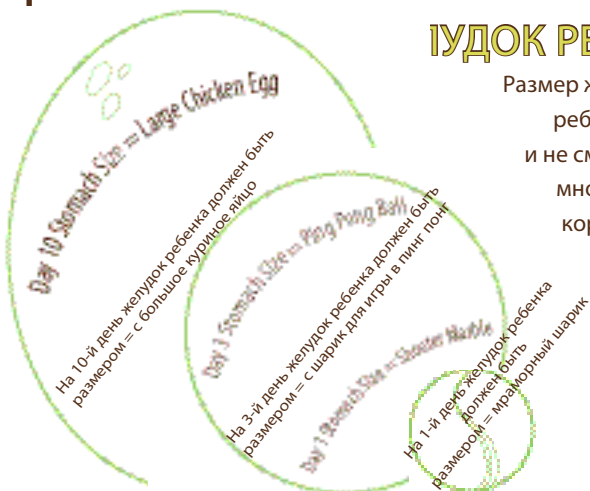 ЛУДОК РЕ
Размер ж
реб
и не см
мно
кор
Day 10 Stomach Size = Large Chicken Egg
На 10-й день желудок ребенка должен быть
размером = с большое куриное яйцо
Day 3 Stomach Size = Ping Pong Ball
На 3-й день желудок ребенка должен быть
размером = с шарик для игры в пинг понг
Day 1 Stomach Size = Shooter Marble
На 1-й день желудок ребенка
должен быть
размером = мраморный шарик